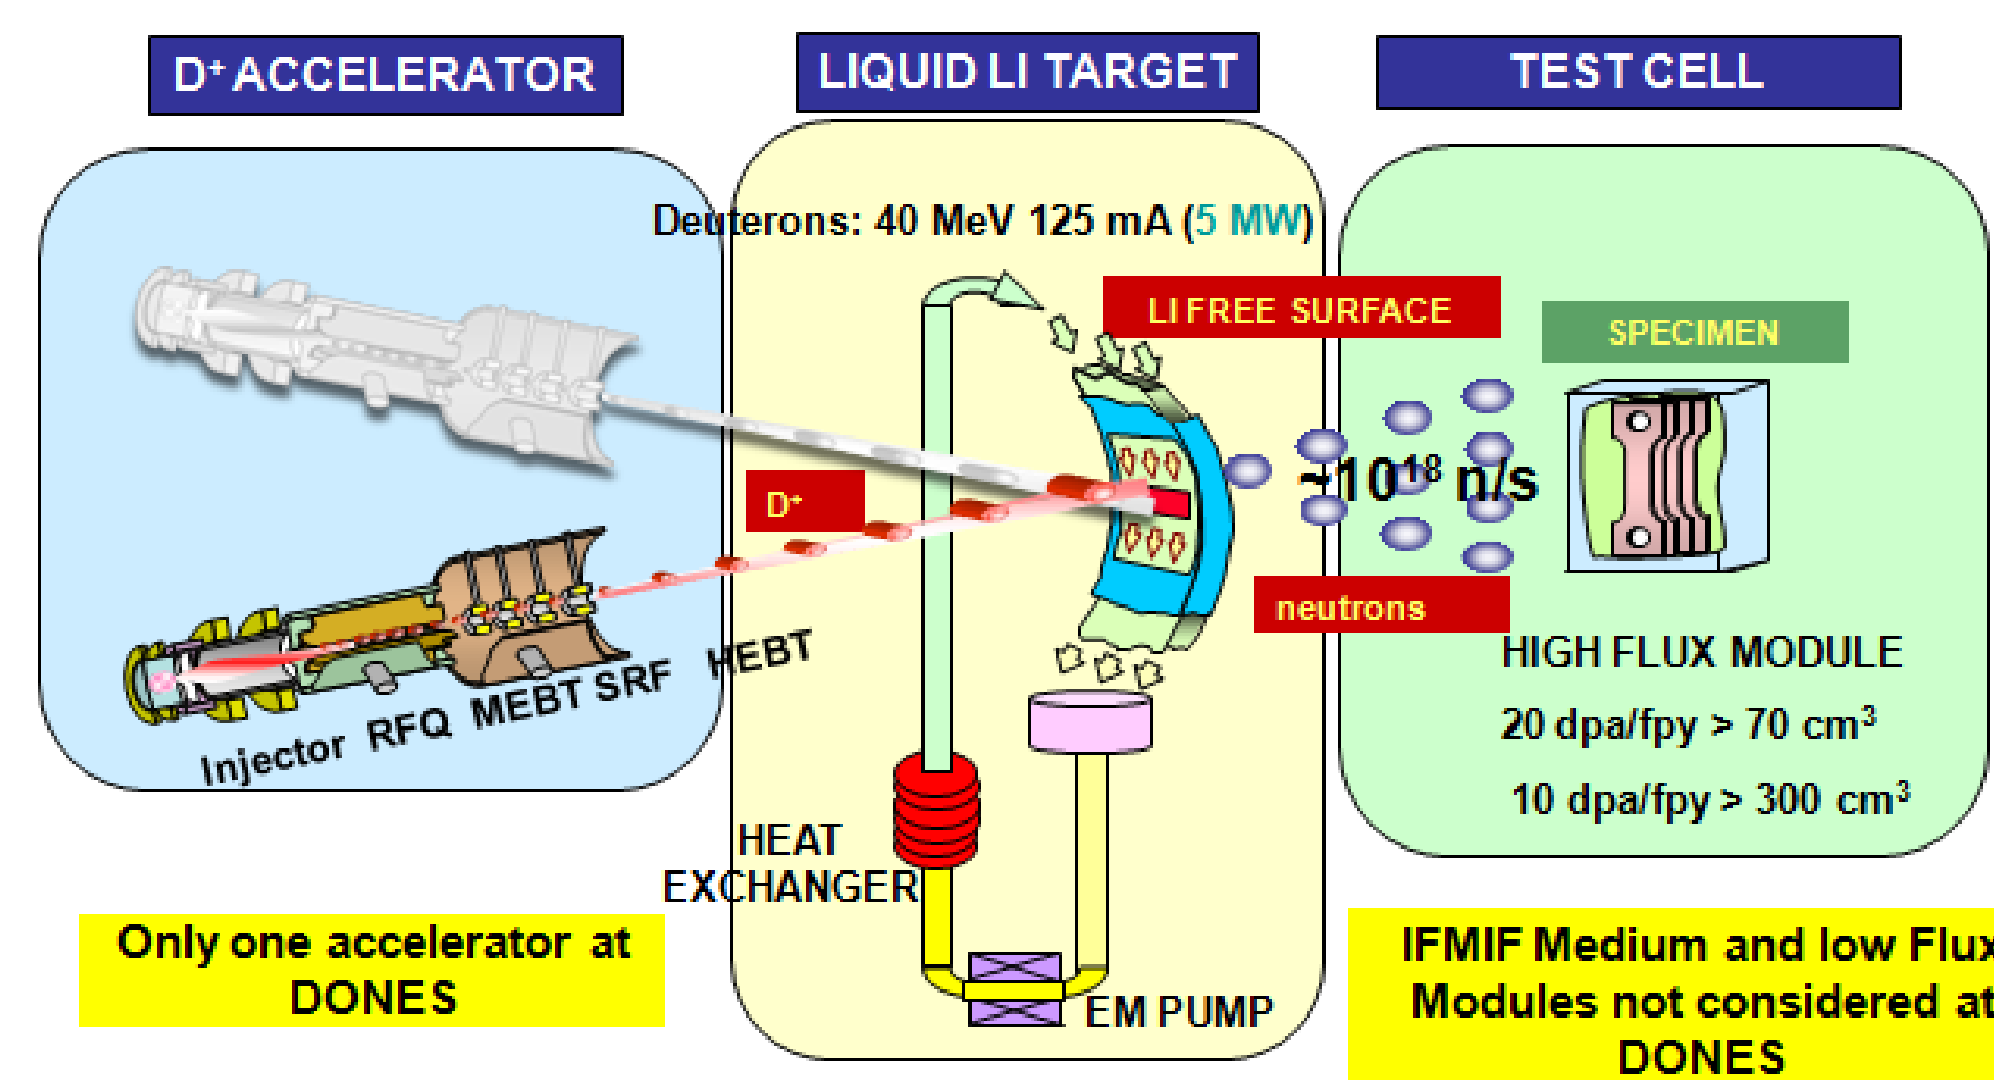 D⁺ ACCELERATOR
LIQUID LI TARGET
TEST CELL
Deuterons: 40 MeV 125 mA (5 MW)
LI FREE SURFACE
SPECIMEN
D⁺
~10¹⁸ n/s
neutrons
Injector RFQ MEBT SRF HEBT
HIGH FLUX MODULE
20 dpa/fpy > 70 cm³
10 dpa/fpy > 300 cm³
HEAT
EXCHANGER
EM PUMP
Only one accelerator at
DONES
IFMIF Medium and low Flux
Modules not considered at
DONES